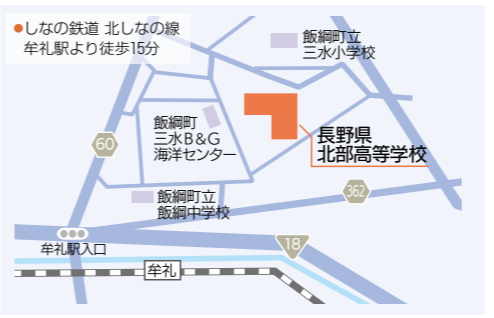 ●しなの鉄道 北しなの線
牟礼駅より徒歩15分
飯綱町立
三水小学校
飯綱町
三水B&G
海洋センター
長野県
北部高等学校
60
飯綱町立
飯綱中学校
362
牟礼駅入口
18
牟礼